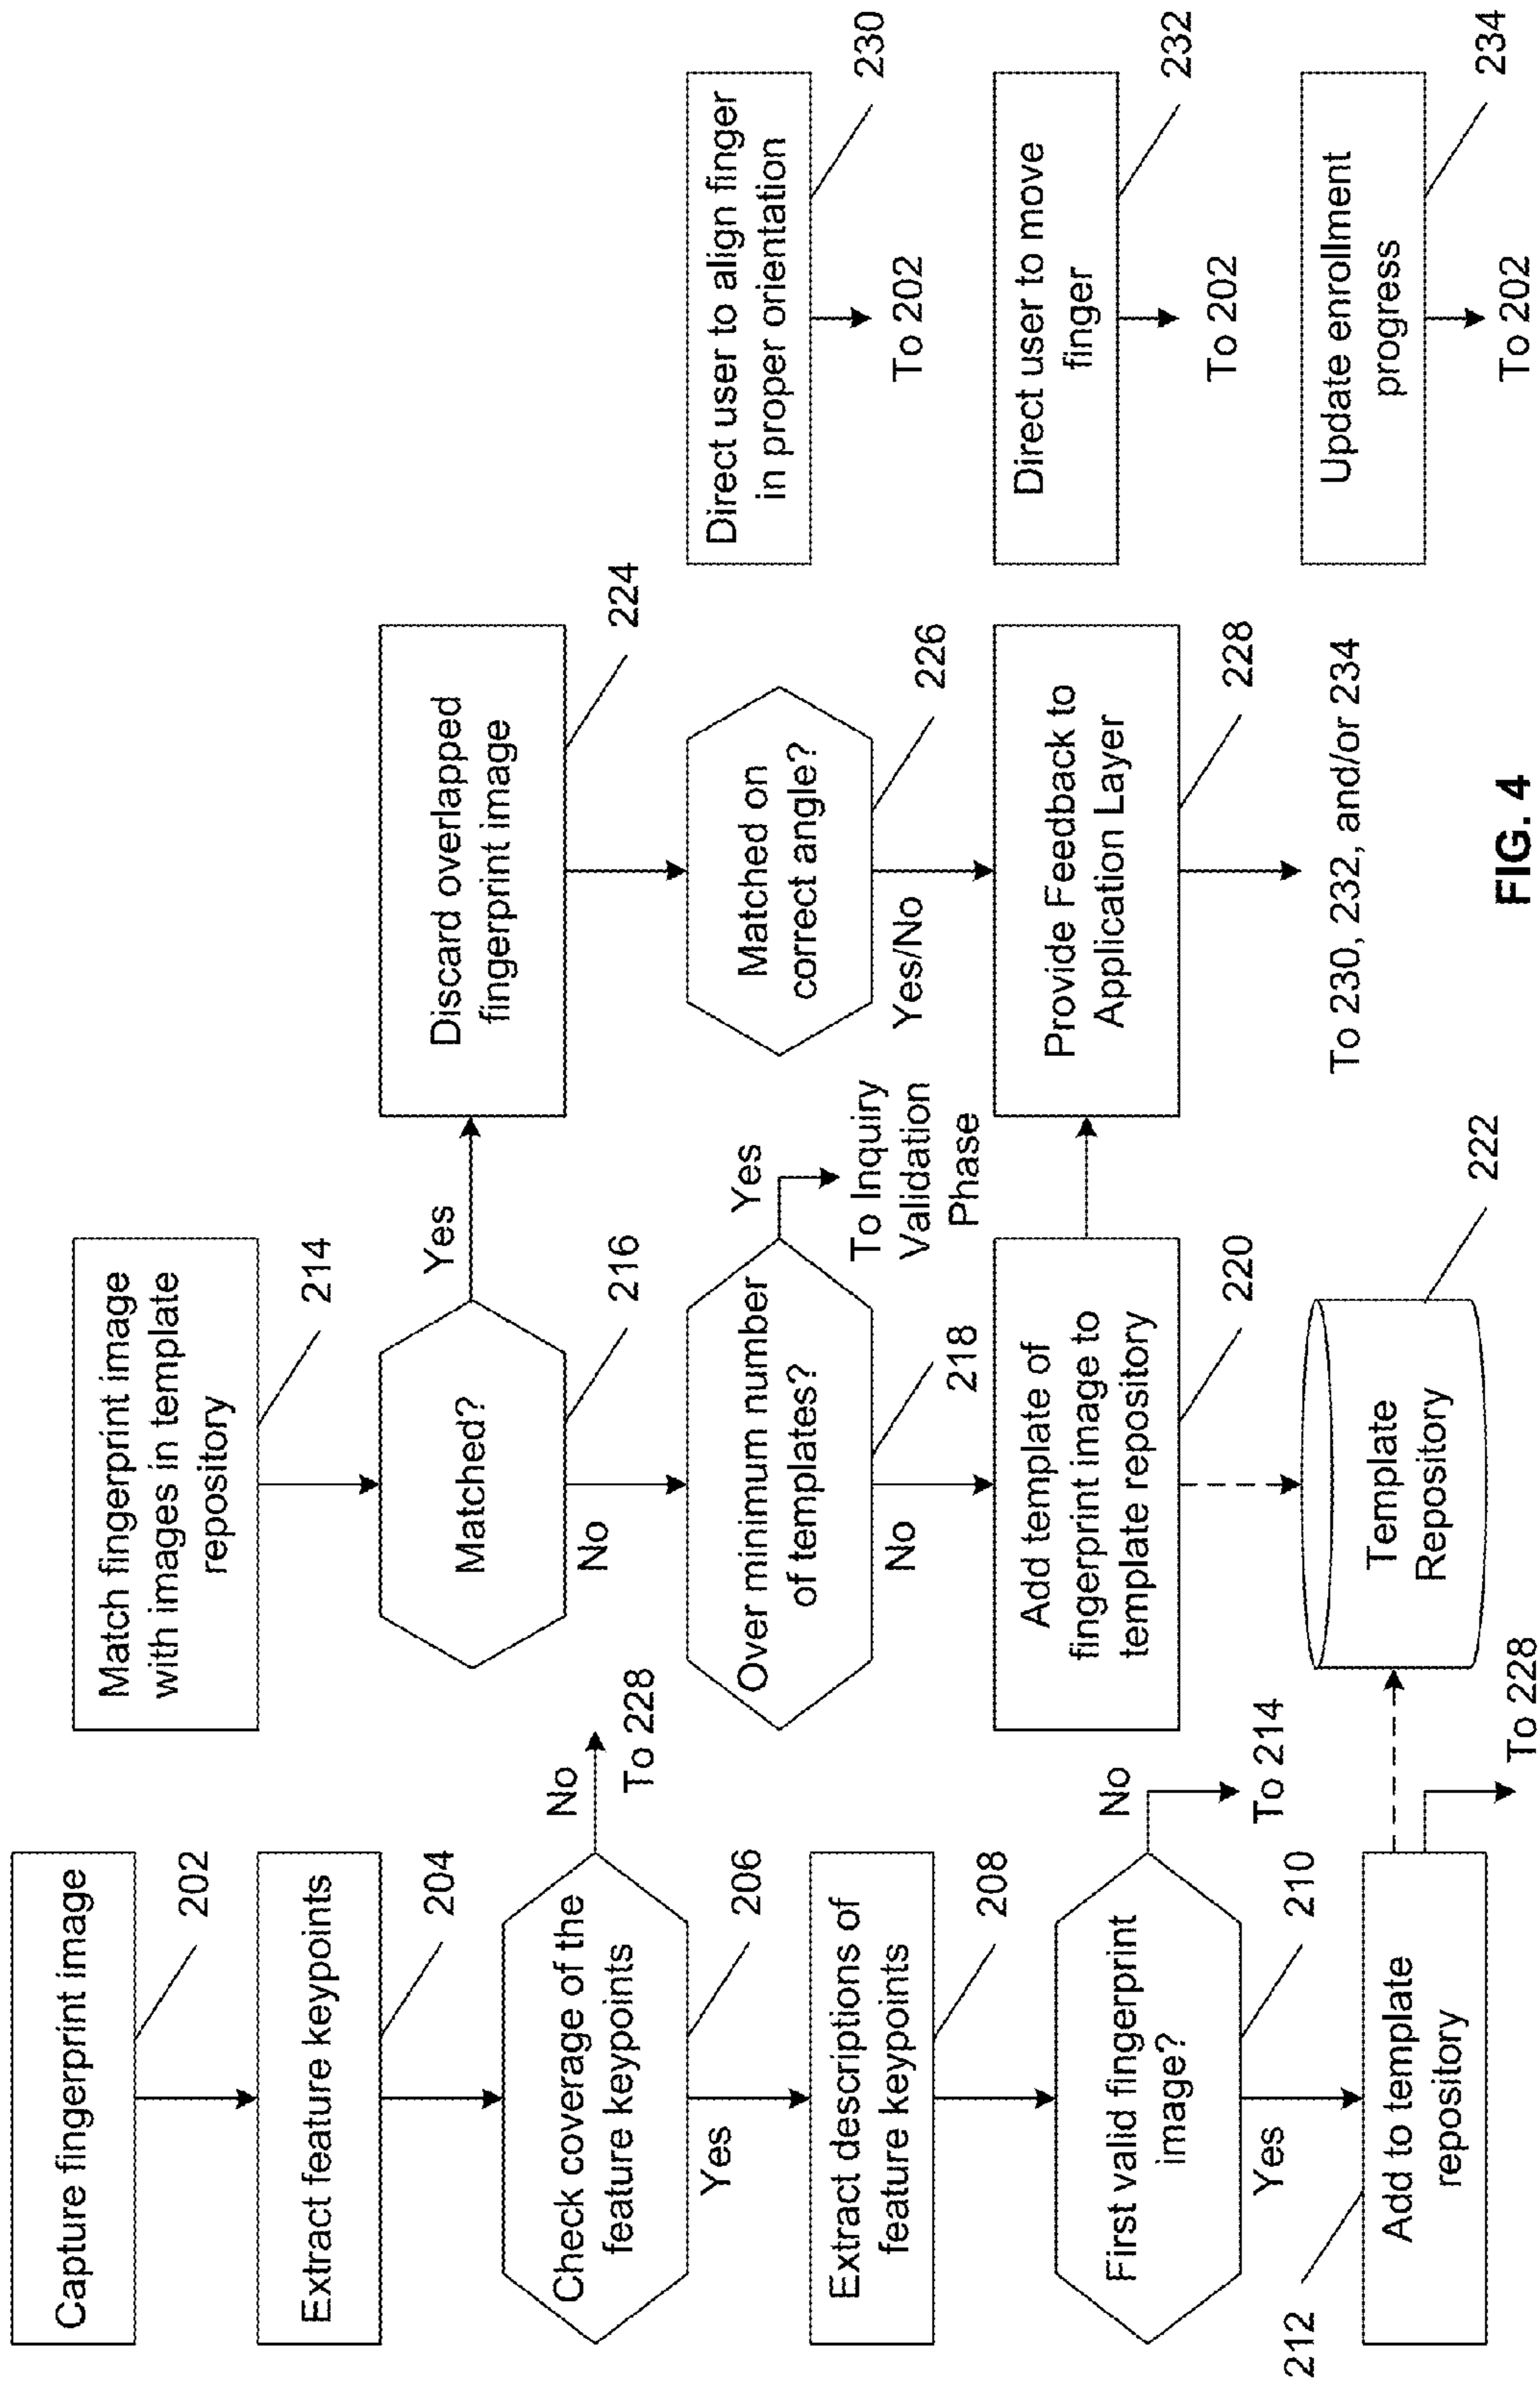 Capture fingerprint image
202
Extract feature keypoints
204
Check coverage of the
feature keypoints
206
No
To 228
Yes
Extract descriptions of
feature keypoints
208
First valid fingerprint
image?
210
No
To 214
Yes
212
Add to template
repository
To 228
Match fingerprint image
with images in template
repository
214
Matched?
216
Yes
No
Over minimum number
of templates?
218
Yes
To Inquiry
Validation
Phase
No
Add template of
fingerprint image to
template repository
220
Template
Repository
222
Discard overlapped
fingerprint image
224
Matched on
correct angle?
226
Yes/No
Provide Feedback to
Application Layer
228
To 230, 232, and/or 234
Direct user to align finger
in proper orientation
230
To 202
Direct user to move
finger
232
To 202
Update enrollment
progress
234
To 202
FIG. 4